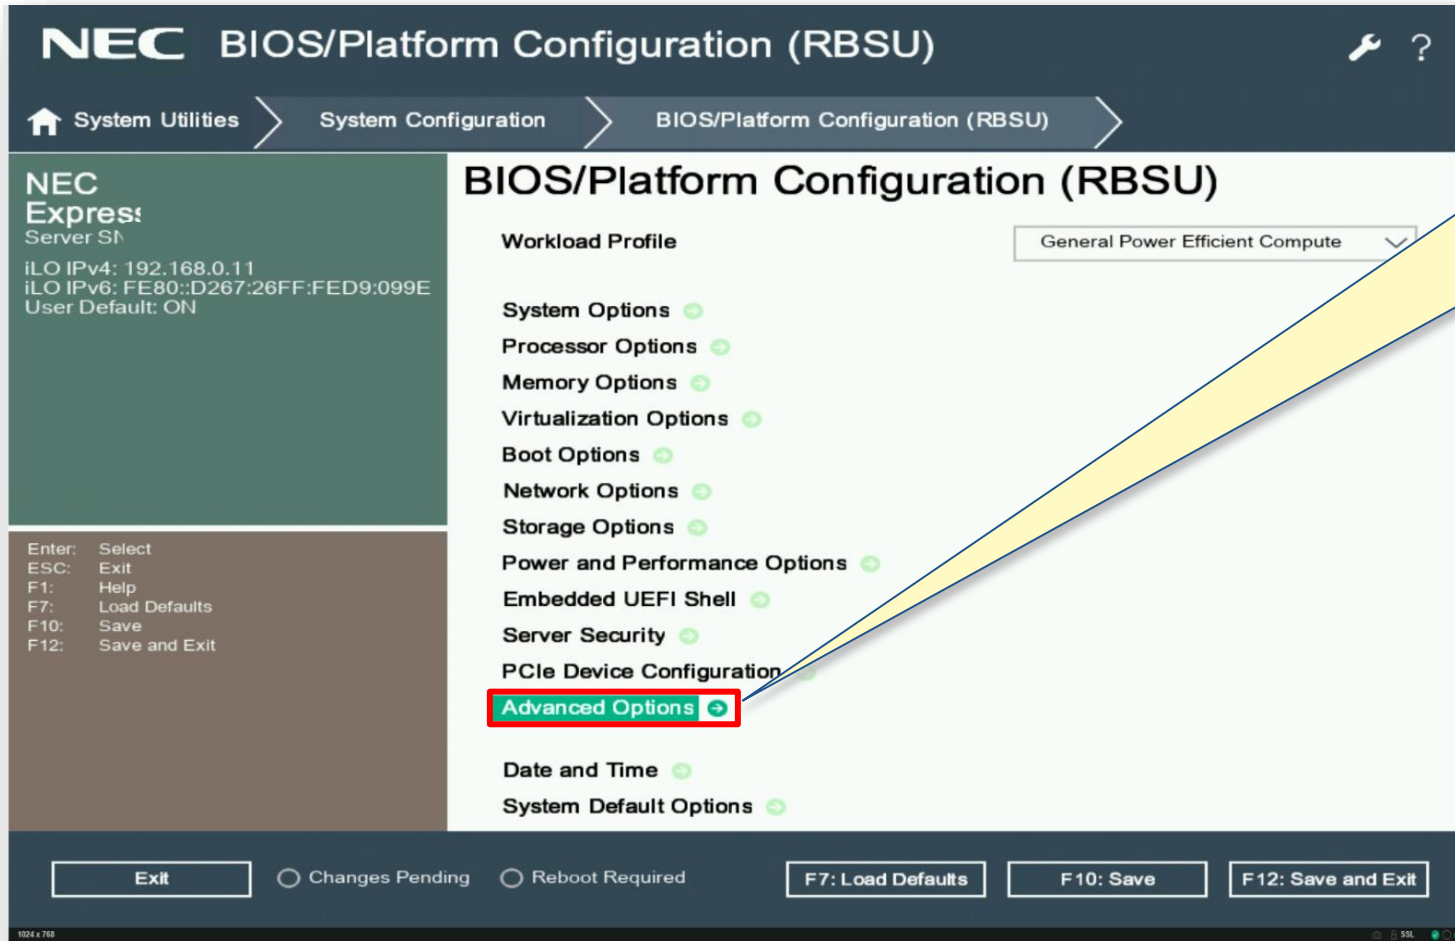 NEC BIOS/Platform Configuration (RBSU)
?
System Utilities
System Configuration
BIOS/Platform Configuration (RBSU)
NEC
Express
Server SN
iLO IPv4: 192.168.0.11
iLO IPv6: FE80::D267:26FF:FED9:099E
User Default: ON
Enter: Select
ESC: Exit
F1: Help
F7: Load Defaults
F10: Save
F12: Save and Exit
BIOS/Platform Configuration (RBSU)
Workload Profile
General Power Efficient Compute
System Options
Processor Options
Memory Options
Virtualization Options
Boot Options
Network Options
Storage Options
Power and Performance Options
Embedded UEFI Shell
Server Security
PCIe Device Configuration
Advanced Options
Date and Time
System Default Options
Exit
Changes Pending
Reboot Required
F7: Load Defaults
F10: Save
F12: Save and Exit
1024 x 768
SSL